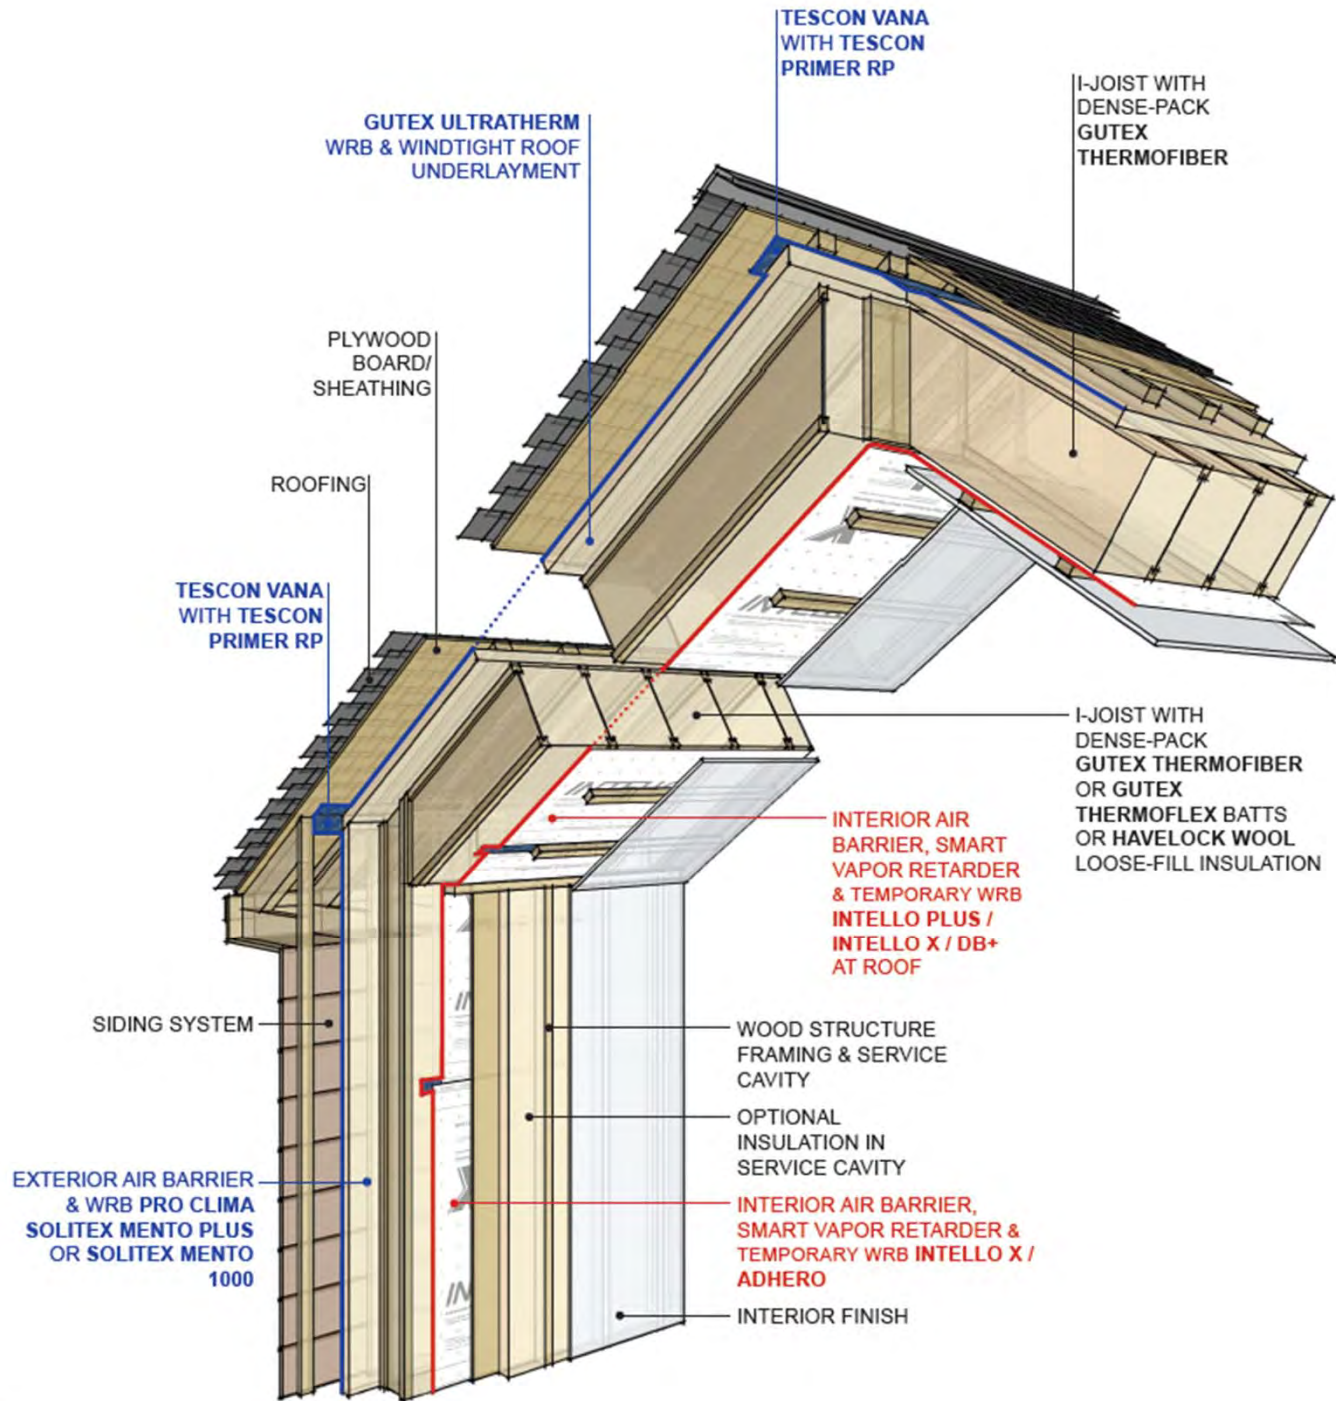 TESCON VANA
WITH TESCON
PRIMER RP
I-JOIST WITH
DENSE-PACK
GUTEX
THERMOFIBER
GUTEX ULTRATHERM
WRB & WINDTIGHT ROOF
UNDERLAYMENT
PLYWOOD
BOARD/
SHEATHING
ROOFING
TESCON VANA
WITH TESCON
PRIMER RP
I-JOIST WITH
DENSE-PACK
GUTEX THERMOFIBER
OR GUTEX
THERMOFLEX BATTS
OR HAVELOCK WOOL
LOOSE-FILL INSULATION
INTERIOR AIR
BARRIER, SMART
VAPOR RETARDER
& TEMPORARY WRB
INTELLO PLUS /
INTELLO X / DB+
AT ROOF
SIDING SYSTEM
WOOD STRUCTURE
FRAMING & SERVICE
CAVITY
OPTIONAL
INSULATION IN
SERVICE CAVITY
EXTERIOR AIR BARRIER
& WRB PRO CLIMA
SOLITEX MENTO PLUS
OR SOLITEX MENTO
1000
INTERIOR AIR BARRIER,
SMART VAPOR RETARDER &
TEMPORARY WRB INTELLO X /
ADHERO
INTERIOR FINISH